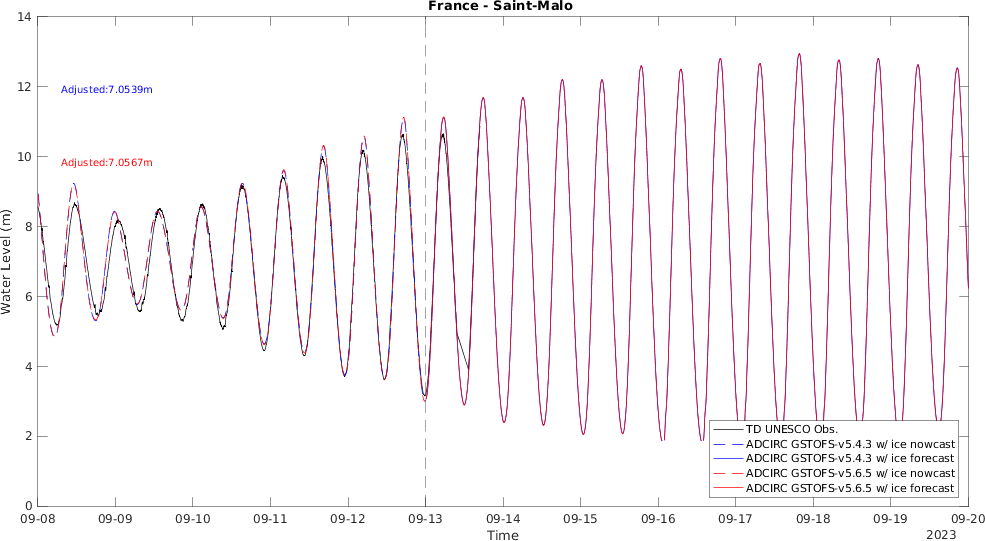 France - Saint-Malo
14
12
10
8
6
4
2
0
Water Level (m)
Adjusted:7.0539m
Adjusted:7.0567m
TD UNESCO Obs.
ADCIRC GSTOFS-v5.4.3 w/ ice nowcast
ADCIRC GSTOFS-v5.4.3 w/ ice forecast
ADCIRC GSTOFS-v5.6.5 w/ ice nowcast
ADCIRC GSTOFS-v5.6.5 w/ ice forecast
09-08 09-09 09-10 09-11 09-12 09-13 09-14 09-15 09-16 09-17 09-18 09-19 09-20
Time
2023